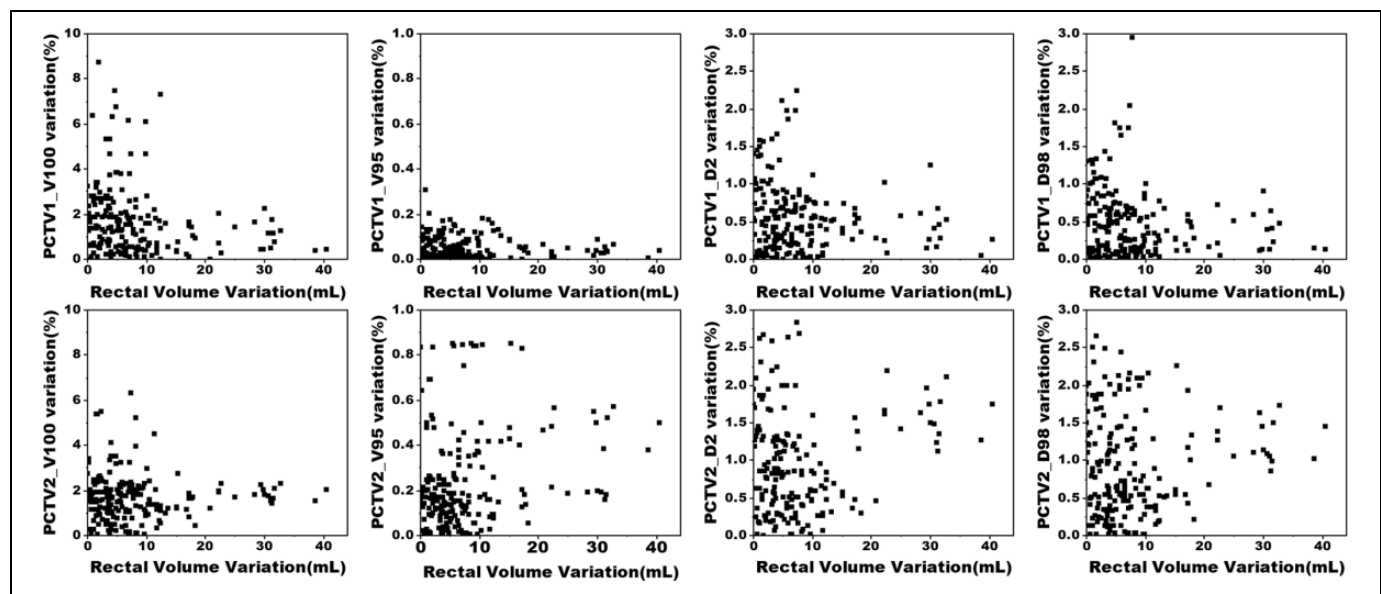 PCTV1_V100 variation(%)
10
8
6
4
2
0
0 10 20 30 40
Rectal Volume Variation(mL)
PCTV1_V95 variation(%)
1.0
0.8
0.6
0.4
0.2
0.0
0 10 20 30 40
Rectal Volume Variation(mL)
PCTV1_D2 variation(%)
3.0
2.5
2.0
1.5
1.0
0.5
0.0
0 10 20 30 40
Rectal Volume Variation(mL)
PCTV1_D98 variation(%)
3.0
2.5
2.0
1.5
1.0
0.5
0.0
0 10 20 30 40
Rectal Volume Variation(mL)
PCTV2_V100 variation(%)
10
8
6
4
2
0
0 10 20 30 40
Rectal Volume Variation(mL)
PCTV2_V95 variation(%)
1.0
0.8
0.6
0.4
0.2
0.0
0 10 20 30 40
Rectal Volume Variation(mL)
PCTV2_D2 variation(%)
3.0
2.5
2.0
1.5
1.0
0.5
0.0
0 10 20 30 40
Rectal Volume Variation(mL)
PCTV2_D98 variation(%)
3.0
2.5
2.0
1.5
1.0
0.5
0.0
0 10 20 30 40
Rectal Volume Variation(mL)